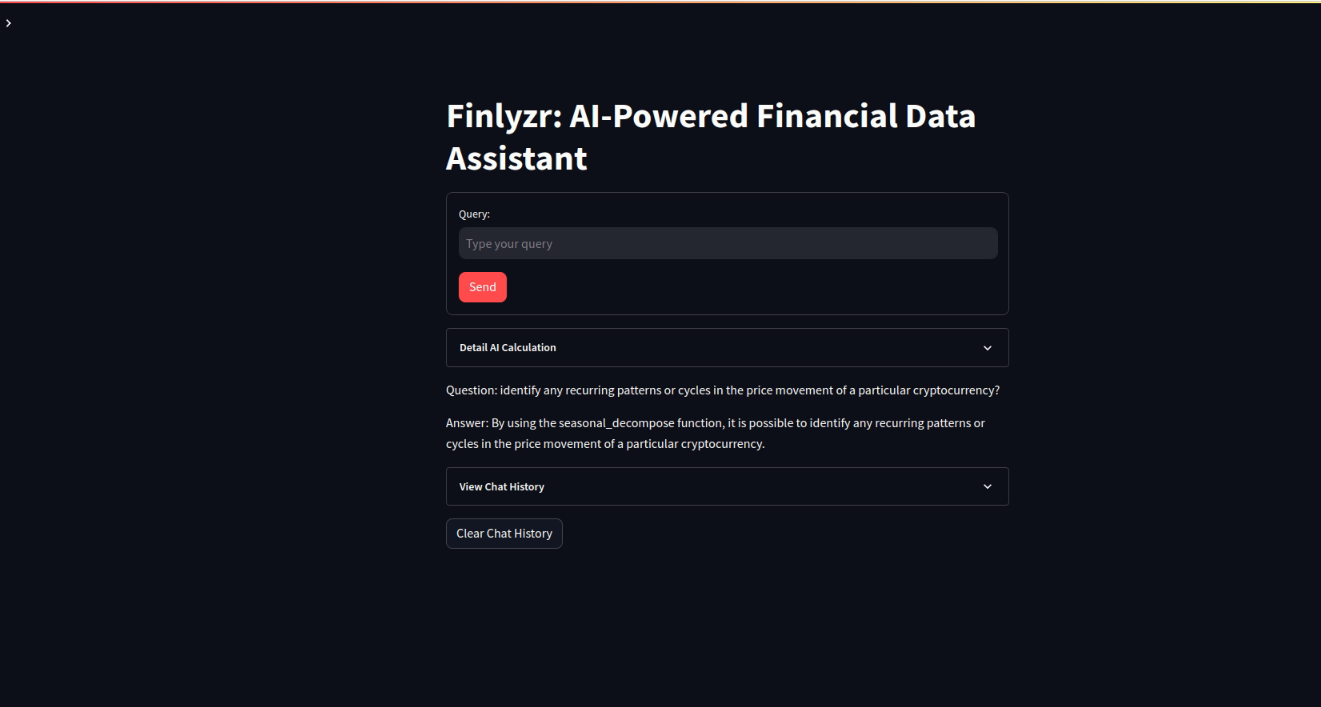 Finlyzr: AI-Powered Financial Data
Assistant
Query:
Type your query
Send
Detail AI Calculation
Question: identify any recurring patterns or cycles in the price movement of a particular cryptocurrency?
Answer: By using the seasonal_decompose function, it is possible to identify any recurring patterns or
cycles in the price movement of a particular cryptocurrency.
View Chat History
Clear Chat History